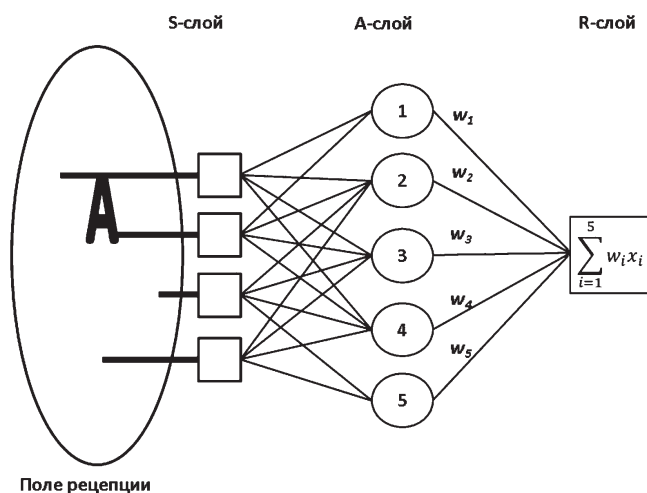 S-слой A-слой R-слой
1
w₁
2
w₂
A
3
w₃
5
∑ wᵢxᵢ
i=1
4
w₄
5
w₅
Поле рецепции